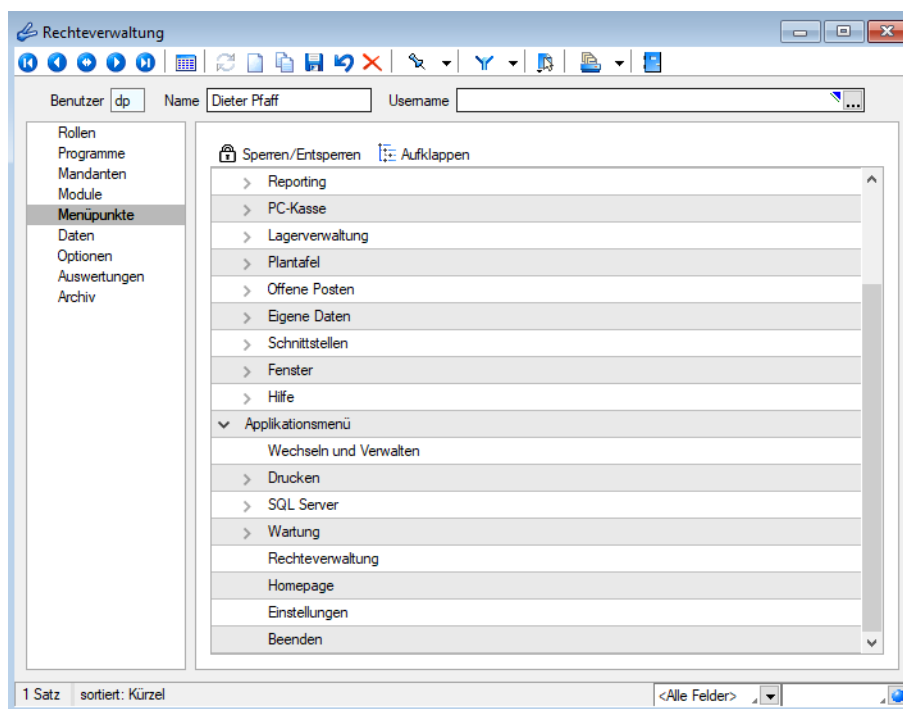 Rechteverwaltung
Benutzer dp Name Dieter Pfaff Username ...
Rollen
Programme
Mandanten
Module
Menüpunkte
Daten
Optionen
Auswertungen
Archiv
Sperren/Entsperren Aufklappen
Reporting
PC-Kasse
Lagerverwaltung
Plantafel
Offene Posten
Eigene Daten
Schnittstellen
Fenster
Hilfe
Applikationsmenü
Wechseln und Verwalten
Drucken
SQL Server
Wartung
Rechteverwaltung
Homepage
Einstellungen
Beenden
1 Satz sortiert: Kürzel <Alle Felder>